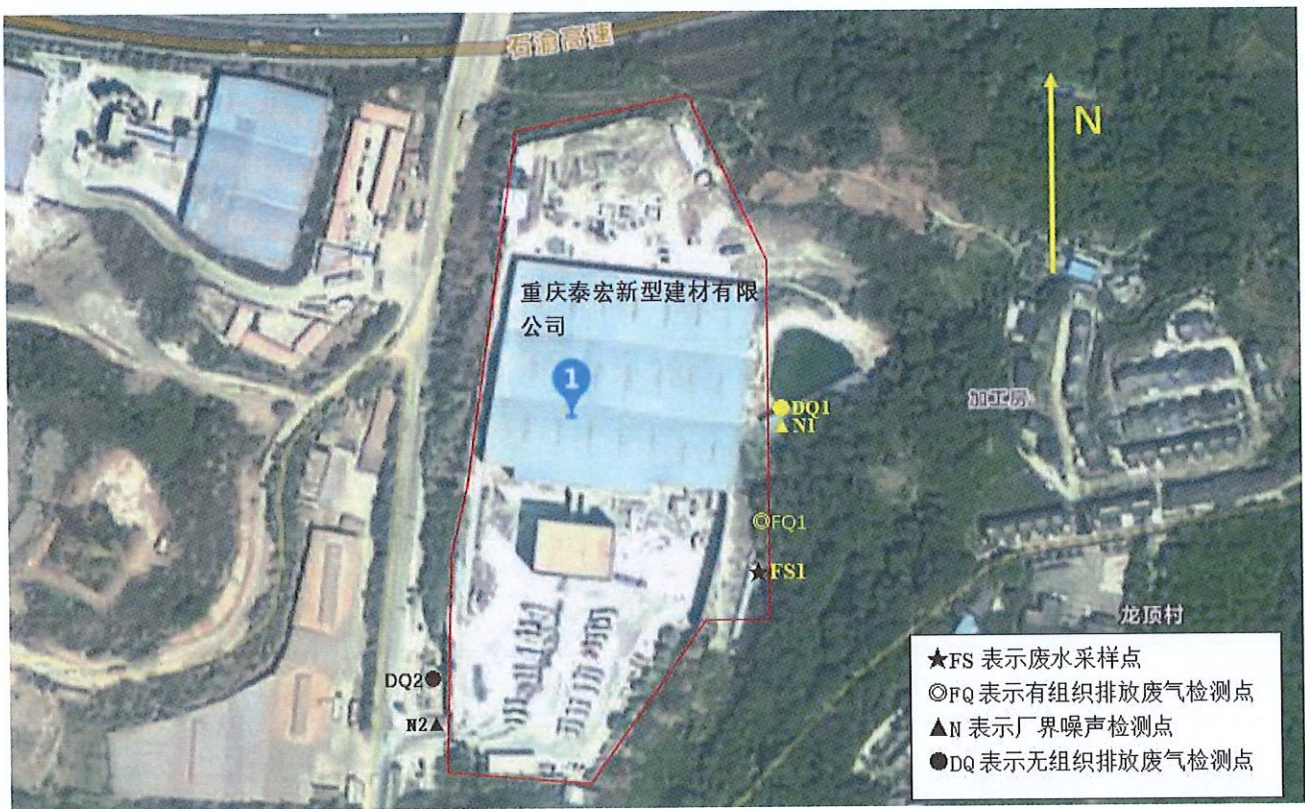 石渝高速
N
重庆泰宏新型建材有限
公司
1
DQ1
N1
加工房
FQ1
FS1
龙顶村
DQ2
N2
★FS 表示废水采样点
◎FQ 表示有组织排放废气检测点
▲N 表示厂界噪声检测点
●DQ 表示无组织排放废气检测点